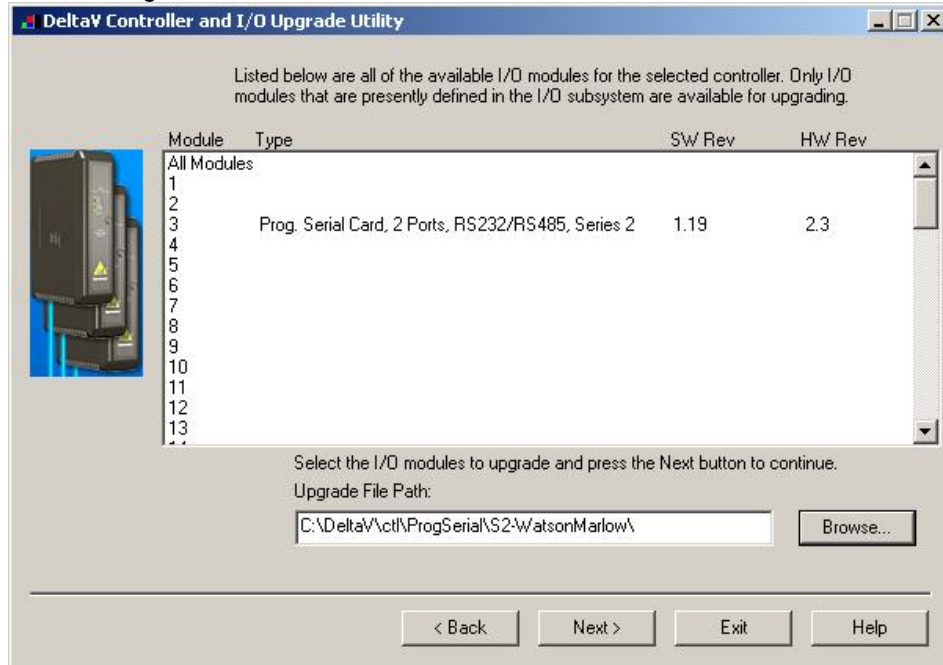 DeltaV Controller and I/O Upgrade Utility
Listed below are all of the available I/O modules for the selected controller. Only I/O
modules that are presently defined in the I/O subsystem are available for upgrading.
Module Type SW Rev HW Rev
All Modules
1
2
3 Prog. Serial Card, 2 Ports, RS232/RS485, Series 2 1.19 2.3
4
5
6
7
8
9
10
11
12
13
Select the I/O modules to upgrade and press the Next button to continue.
Upgrade File Path:
C:\DeltaV\ctl\ProgSerial\S2-WatsonMarlow\ Browse...
< Back Next > Exit Help